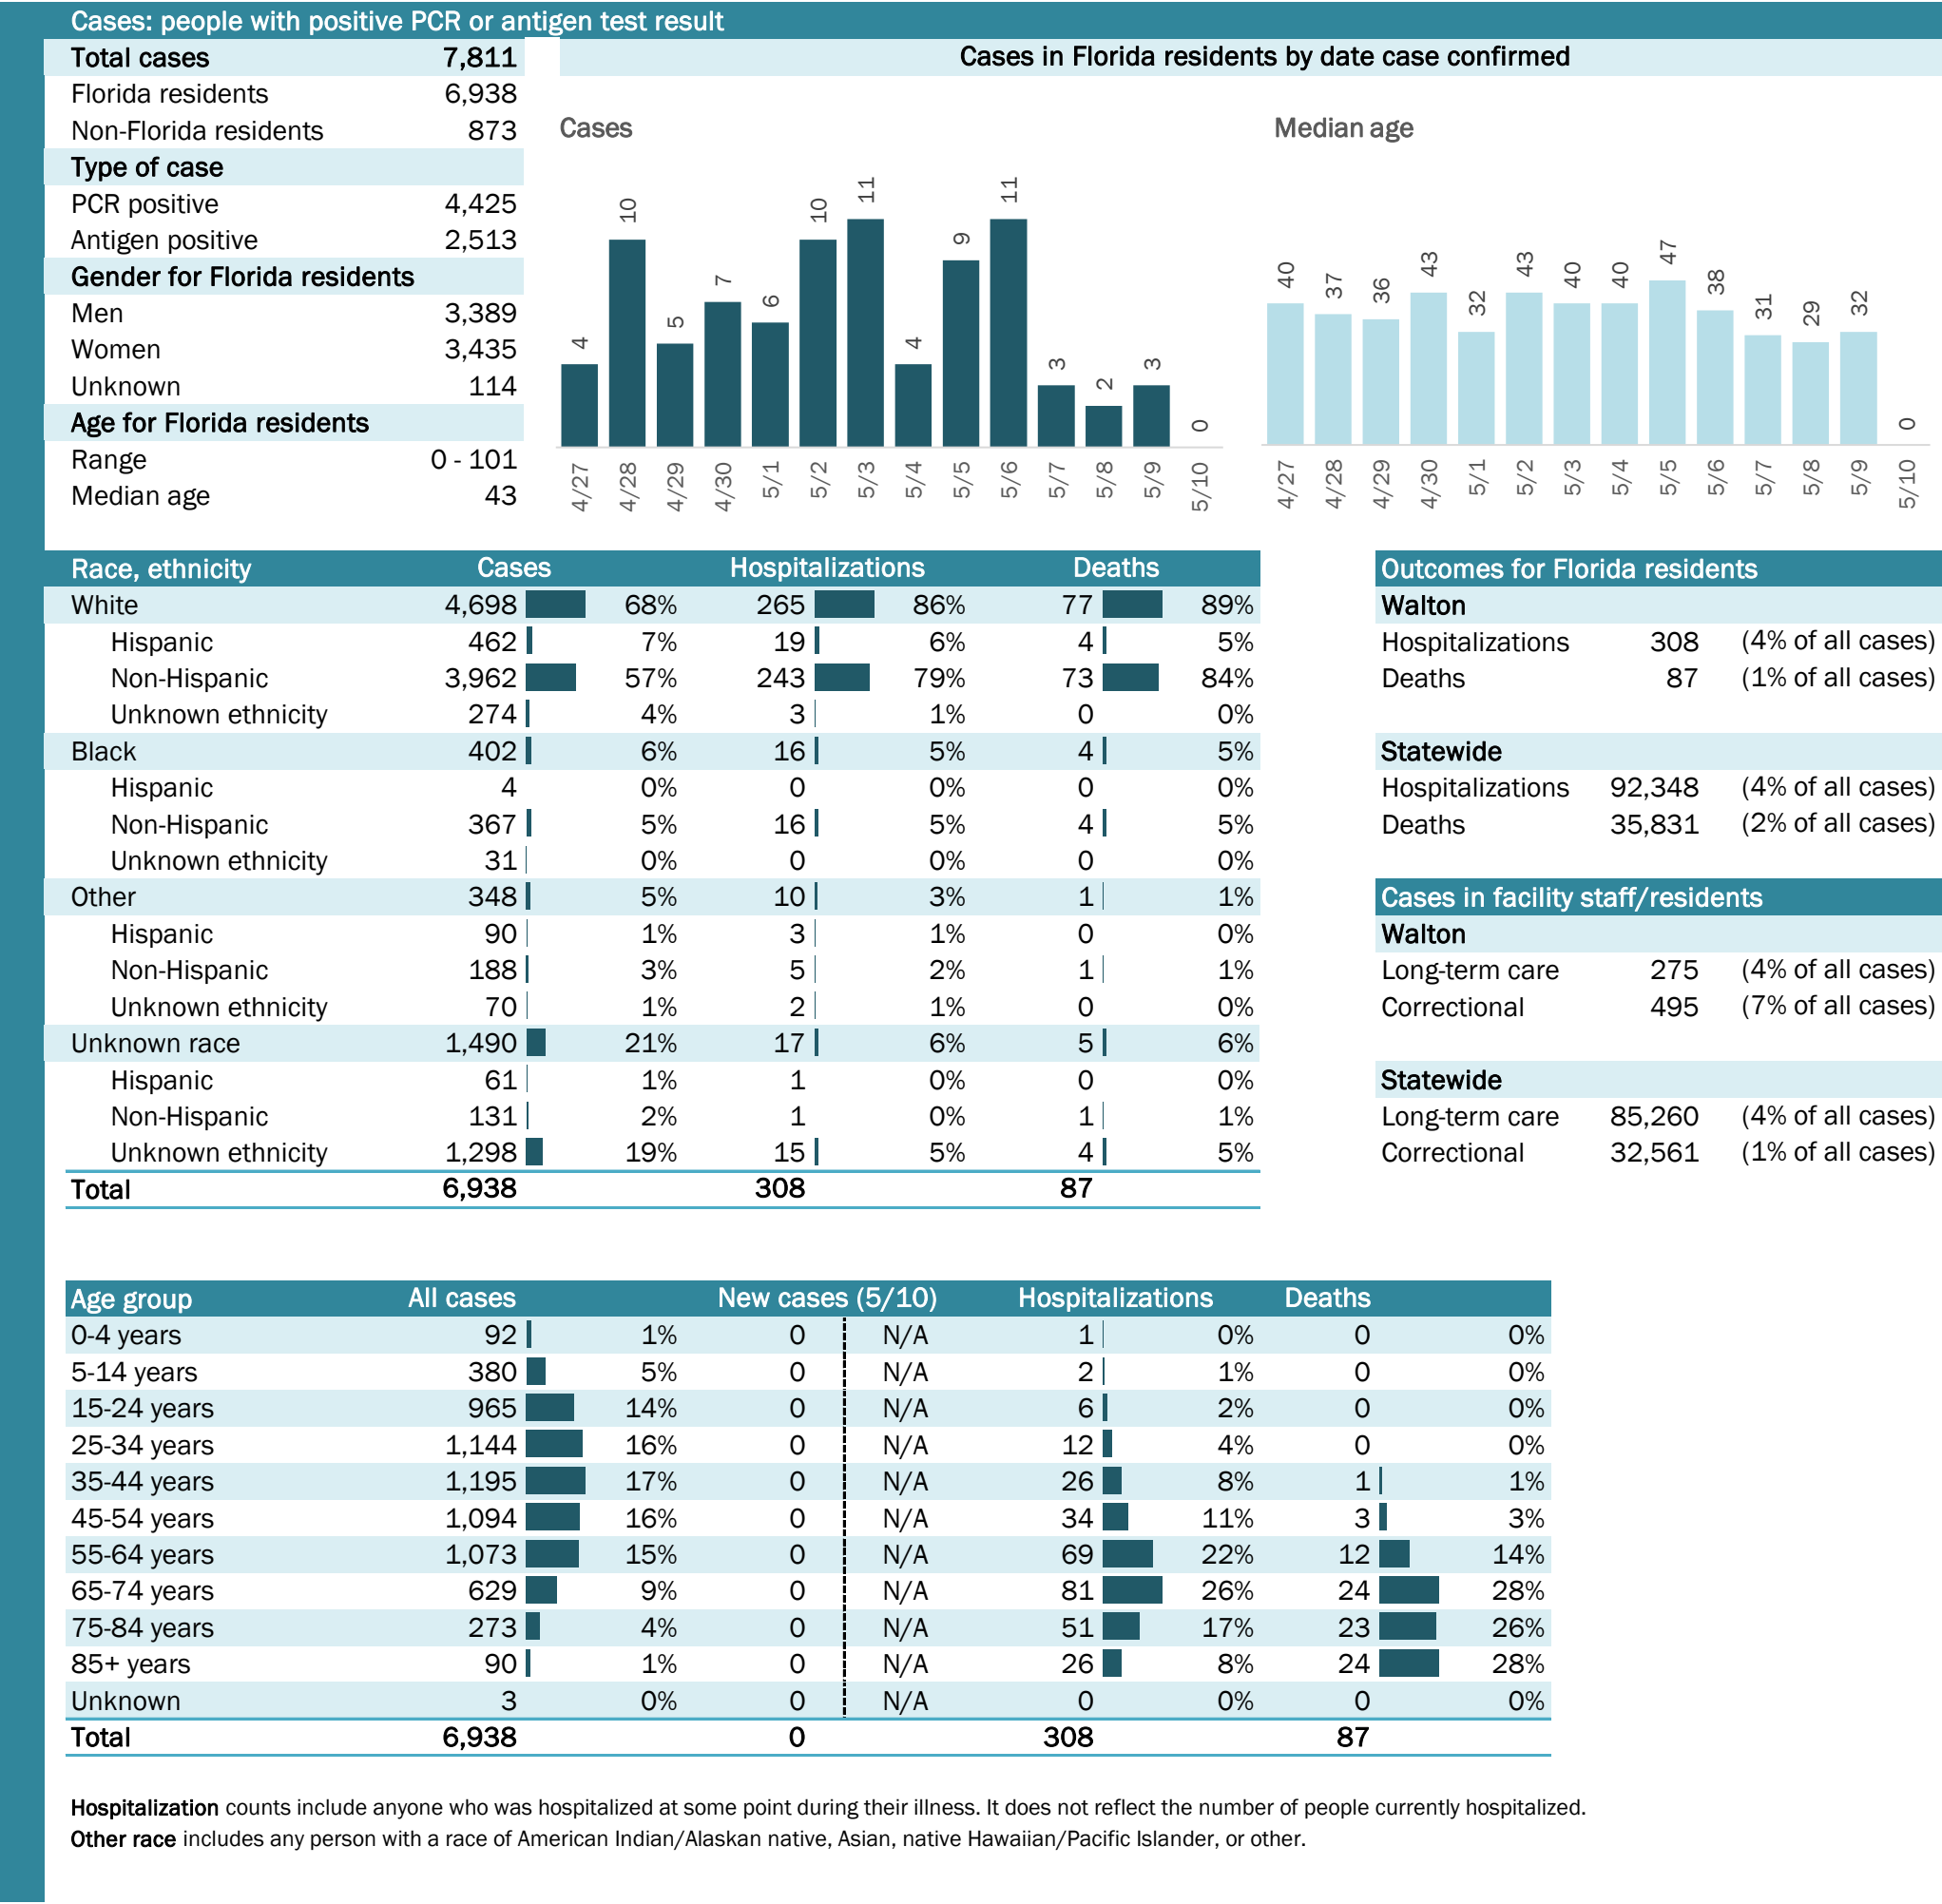 Cases: people with positive PCR or antigen test result
Total cases 7,811
Florida residents 6,938
Non-Florida residents 873
Type of case
PCR positive 4,425
Antigen positive 2,513
Gender for Florida residents
Men 3,389
Women 3,435
Unknown 114
Age for Florida residents
Range 0 - 101
Median age 43
Cases in Florida residents by date case confirmed
Cases
4 10 5 7 6 10 11 4 9 11 3 2 3 0
4/27 4/28 4/29 4/30 5/1 5/2 5/3 5/4 5/5 5/6 5/7 5/8 5/9 5/10
Median age
40 37 36 43 32 43 40 40 47 38 31 29 32 0
4/27 4/28 4/29 4/30 5/1 5/2 5/3 5/4 5/5 5/6 5/7 5/8 5/9 5/10
Race, ethnicity Cases Hospitalizations Deaths
White 4,698 68% 265 86% 77 89%
Hispanic 462 7% 19 6% 4 5%
Non-Hispanic 3,962 57% 243 79% 73 84%
Unknown ethnicity 274 4% 3 1% 0 0%
Black 402 6% 16 5% 4 5%
Hispanic 4 0% 0 0% 0 0%
Non-Hispanic 367 5% 16 5% 4 5%
Unknown ethnicity 31 0% 0 0% 0 0%
Other 348 5% 10 3% 1 1%
Hispanic 90 1% 3 1% 0 0%
Non-Hispanic 188 3% 5 2% 1 1%
Unknown ethnicity 70 1% 2 1% 0 0%
Unknown race 1,490 21% 17 6% 5 6%
Hispanic 61 1% 1 0% 0 0%
Non-Hispanic 131 2% 1 0% 1 1%
Unknown ethnicity 1,298 19% 15 5% 4 5%
Total 6,938 308 87
Outcomes for Florida residents
Walton
Hospitalizations 308 (4% of all cases)
Deaths 87 (1% of all cases)
Statewide
Hospitalizations 92,348 (4% of all cases)
Deaths 35,831 (2% of all cases)
Cases in facility staff/residents
Walton
Long-term care 275 (4% of all cases)
Correctional 495 (7% of all cases)
Statewide
Long-term care 85,260 (4% of all cases)
Correctional 32,561 (1% of all cases)
Age group All cases New cases (5/10) Hospitalizations Deaths
0-4 years 92 1% 0 N/A 1 0% 0 0%
5-14 years 380 5% 0 N/A 2 1% 0 0%
15-24 years 965 14% 0 N/A 6 2% 0 0%
25-34 years 1,144 16% 0 N/A 12 4% 0 0%
35-44 years 1,195 17% 0 N/A 26 8% 1 1%
45-54 years 1,094 16% 0 N/A 34 11% 3 3%
55-64 years 1,073 15% 0 N/A 69 22% 12 14%
65-74 years 629 9% 0 N/A 81 26% 24 28%
75-84 years 273 4% 0 N/A 51 17% 23 26%
85+ years 90 1% 0 N/A 26 8% 24 28%
Unknown 3 0% 0 N/A 0 0% 0 0%
Total 6,938 0 308 87
Hospitalization counts include anyone who was hospitalized at some point during their illness. It does not reflect the number of people currently hospitalized.
Other race includes any person with a race of American Indian/Alaskan native, Asian, native Hawaiian/Pacific Islander, or other.